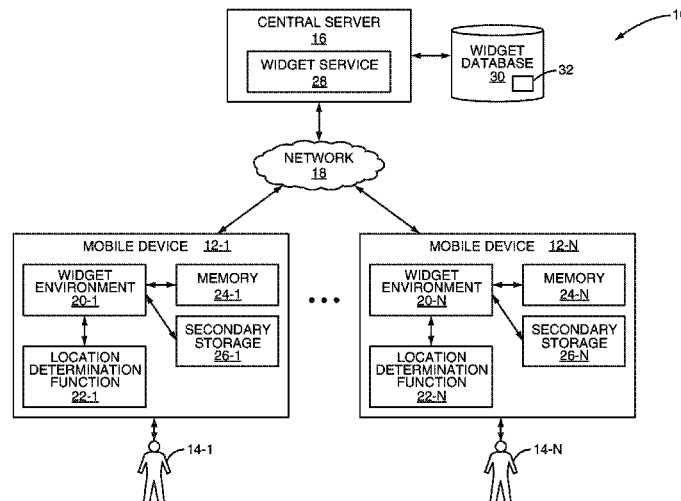 CENTRAL SERVER
16
WIDGET SERVICE
28
WIDGET
DATABASE
30
32
NETWORK
18
MOBILE DEVICE 12-1
WIDGET
ENVIRONMENT
20-1
MEMORY
24-1
SECONDARY
STORAGE
26-1
LOCATION
DETERMINATION
FUNCTION
22-1
14-1
MOBILE DEVICE 12-N
WIDGET
ENVIRONMENT
20-N
MEMORY
24-N
SECONDARY
STORAGE
26-N
LOCATION
DETERMINATION
FUNCTION
22-N
14-N